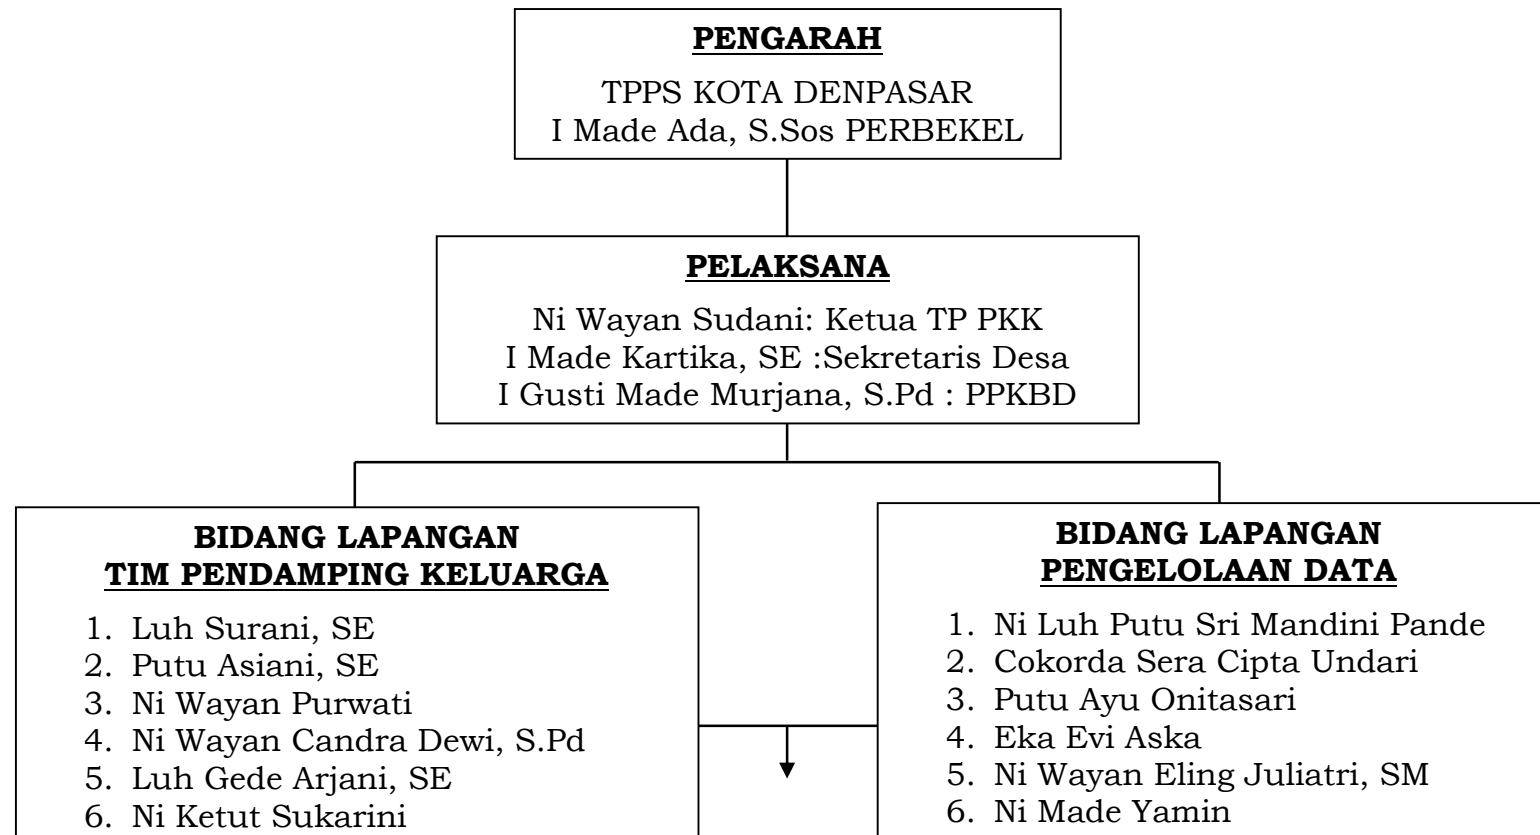 PENGARAH
TPPS KOTA DENPASAR
I Made Ada, S.Sos PERBEKEL
PELAKSANA
Ni Wayan Sudani: Ketua TP PKK
I Made Kartika, SE :Sekretaris Desa
I Gusti Made Murjana, S.Pd : PPKBD
BIDANG LAPANGAN
TIM PENDAMPING KELUARGA
1. Luh Surani, SE
2. Putu Asiani, SE
3. Ni Wayan Purwati
4. Ni Wayan Candra Dewi, S.Pd
5. Luh Gede Arjani, SE
6. Ni Ketut Sukarini
BIDANG LAPANGAN
PENGELOLAAN DATA
1. Ni Luh Putu Sri Mandini Pande
2. Cokorda Sera Cipta Undari
3. Putu Ayu Onitasari
4. Eka Evi Aska
5. Ni Wayan Eling Juliatri, SM
6. Ni Made Yamin